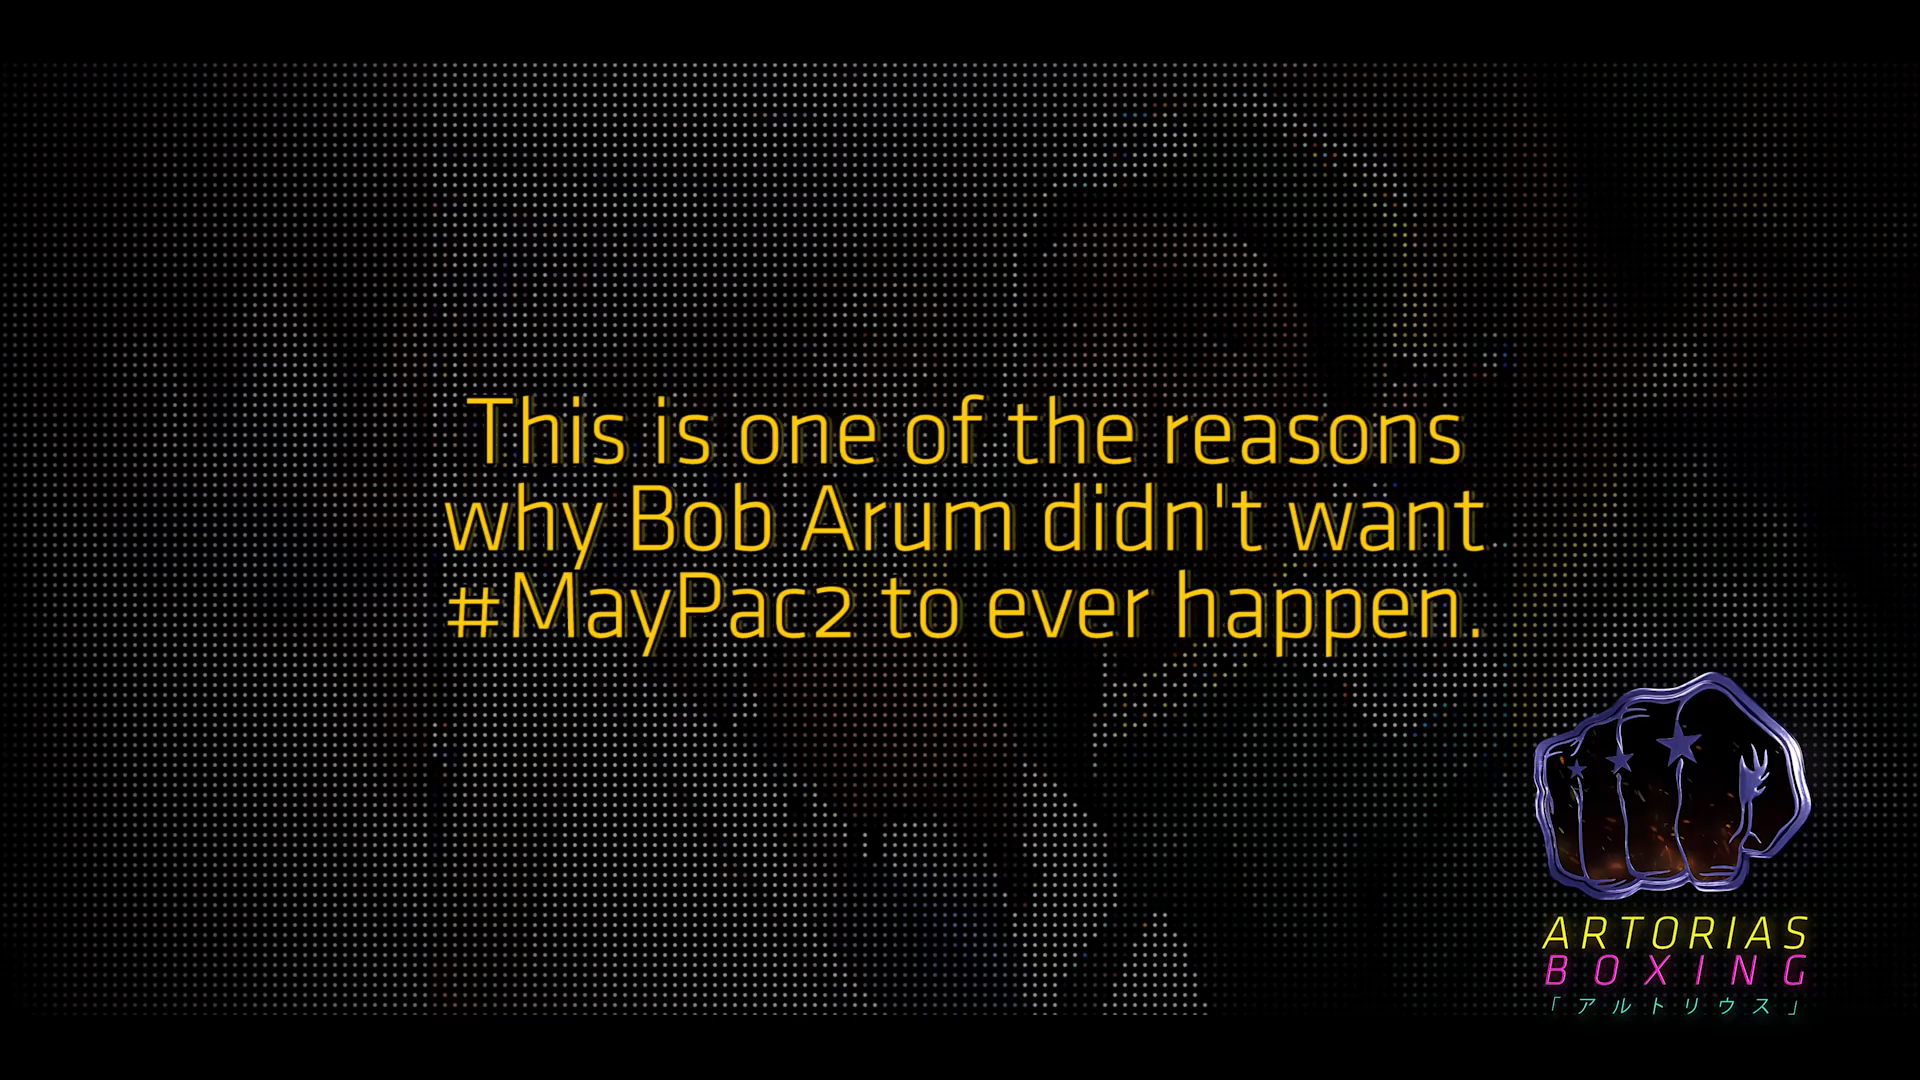 This is one of the reasons
why Bob Arum didn't want
#MayPac2 to ever happen.
ARTORIAS
BOXING
「アルトリウス」